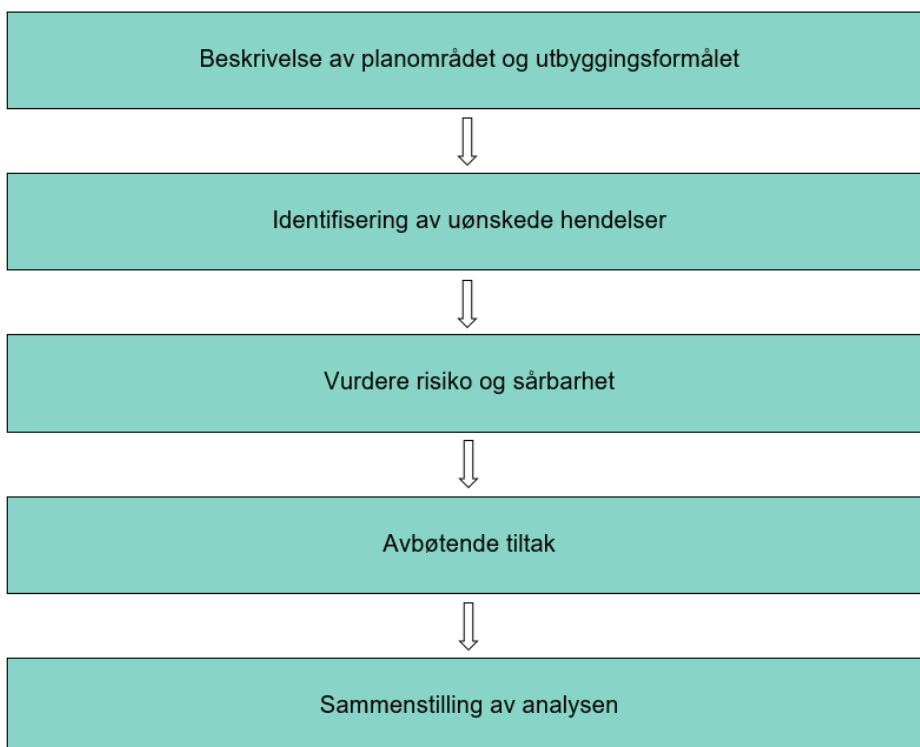 Beskrivelse av planområdet og utbyggingsformålet
Identifisering av uønskede hendelser
Vurdere risiko og sårbarhet
Avbøtende tiltak
Sammenstilling av analysen